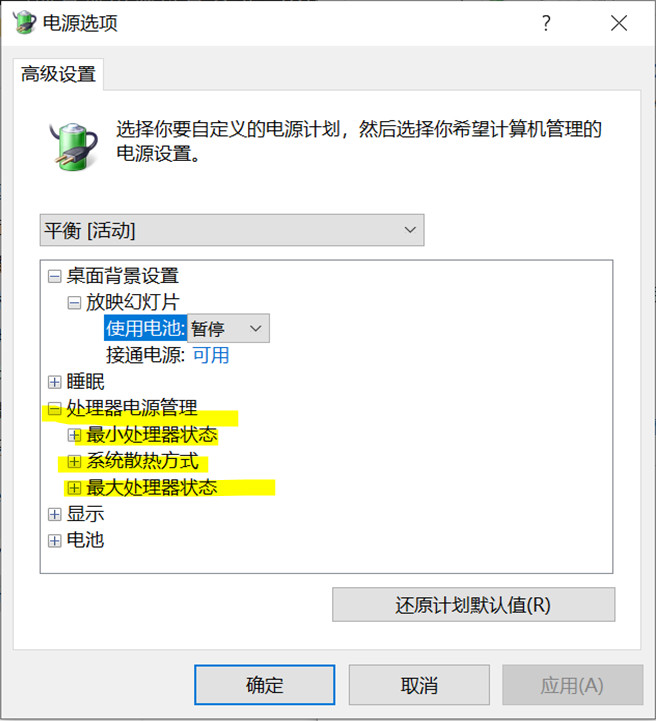 电源选项
高级设置
选择你要自定义的电源计划，然后选择你希望计算机管理的
电源设置。
平衡 [活动]
桌面背景设置
放映幻灯片
使用电池: 暂停
接通电源: 可用
睡眠
处理器电源管理
最小处理器状态
系统散热方式
最大处理器状态
显示
电池
还原计划默认值(R)
确定 取消 应用(A)